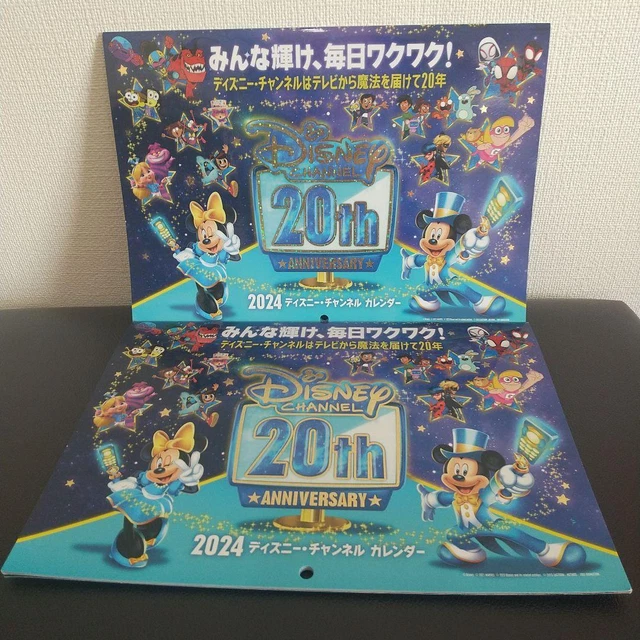 みんな輝け、毎日ワクワク!
ディズニー・チャンネルはテレビから魔法を届けて20年
Disney
CHANNEL
20th
★ANNIVERSARY★
2024 ディズニー・チャンネル カレンダー
みんな輝け、毎日ワクワク!
ディズニー・チャンネルはテレビから魔法を届けて20年
Disney
CHANNEL
20th
★ANNIVERSARY★
2024 ディズニー・チャンネル カレンダー